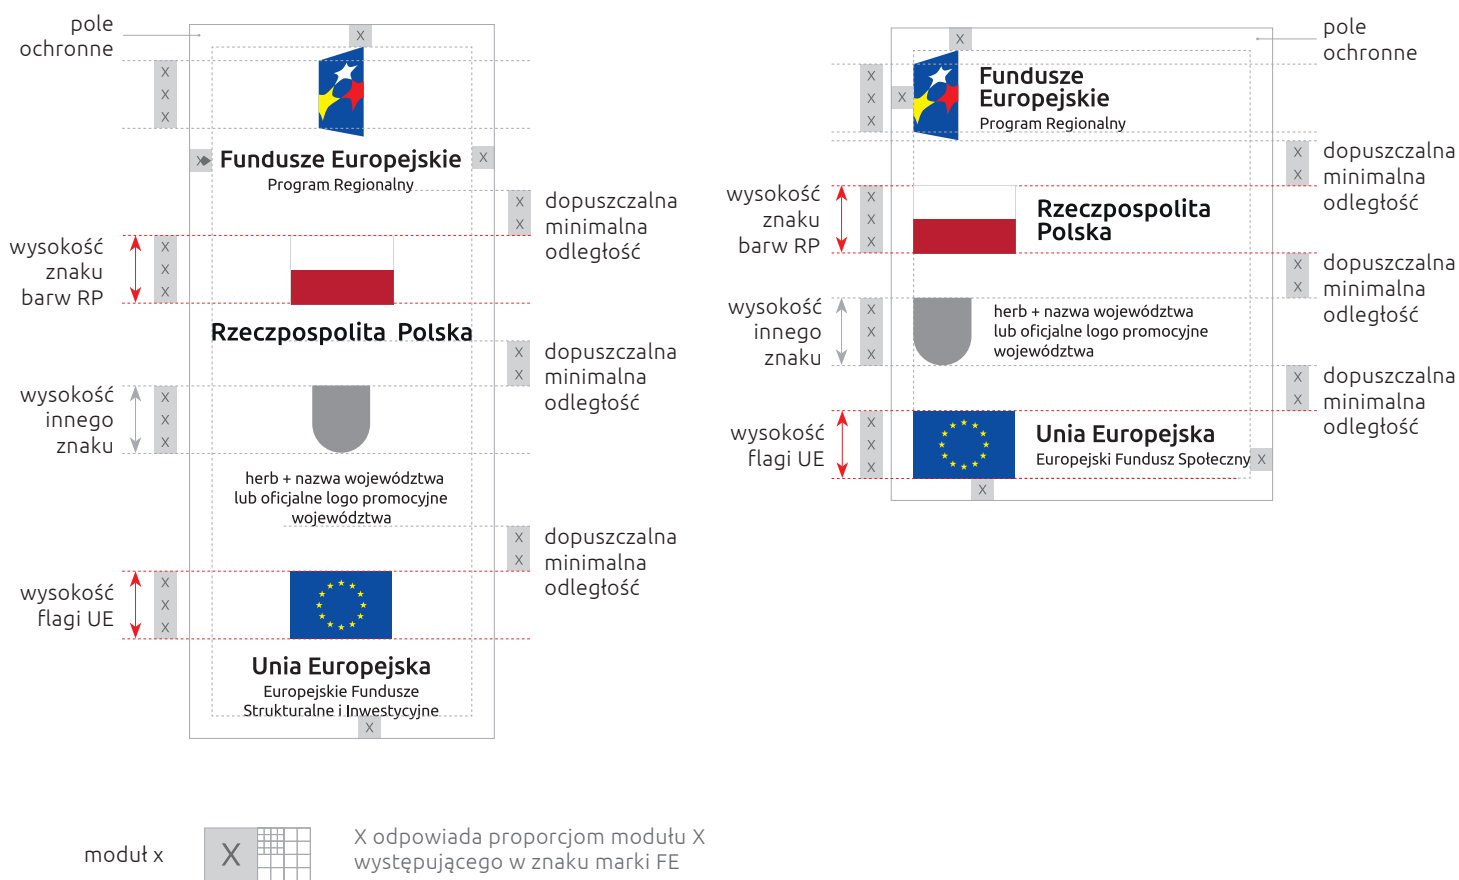 pole
ochronne
X
X
X
X
X
X
Fundusze Europejskie
X
Program Regionalny
X
X
dopuszczalna
minimalna
odległość
wysokość
znaku
barw RP
X
X
X
Rzeczpospolita Polska
X
X
dopuszczalna
minimalna
odległość
wysokość
innego
znaku
X
X
X
herb + nazwa województwa
lub oficjalne logo promocyjne
województwa
X
X
dopuszczalna
minimalna
odległość
wysokość
flagi UE
X
X
X
Unia Europejska
Europejskie Fundusze
Strukturalne i Inwestycyjne
X
pole
ochronne
X
X
X
X
X
Fundusze
Europejskie
Program Regionalny
X
X
dopuszczalna
minimalna
odległość
wysokość
znaku
barw RP
X
X
X
Rzeczpospolita
Polska
X
X
dopuszczalna
minimalna
odległość
wysokość
innego
znaku
X
X
X
herb + nazwa województwa
lub oficjalne logo promocyjne
województwa
X
X
dopuszczalna
minimalna
odległość
wysokość
flagi UE
X
X
X
Unia Europejska
Europejski Fundusz Społeczny
X
X
moduł x
X
X odpowiada proporcjom modułu X
występującego w znaku marki FE